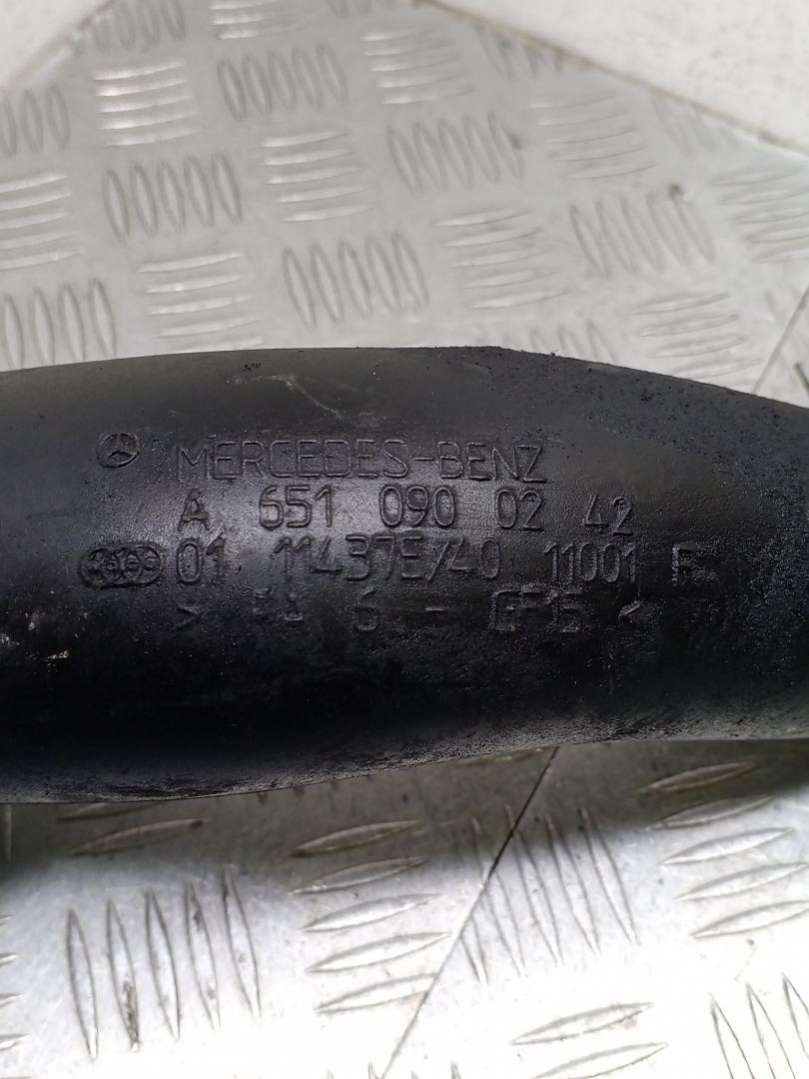 MERCEDES-BENZ
A 651 090 02 42
01 11437E/40 11001